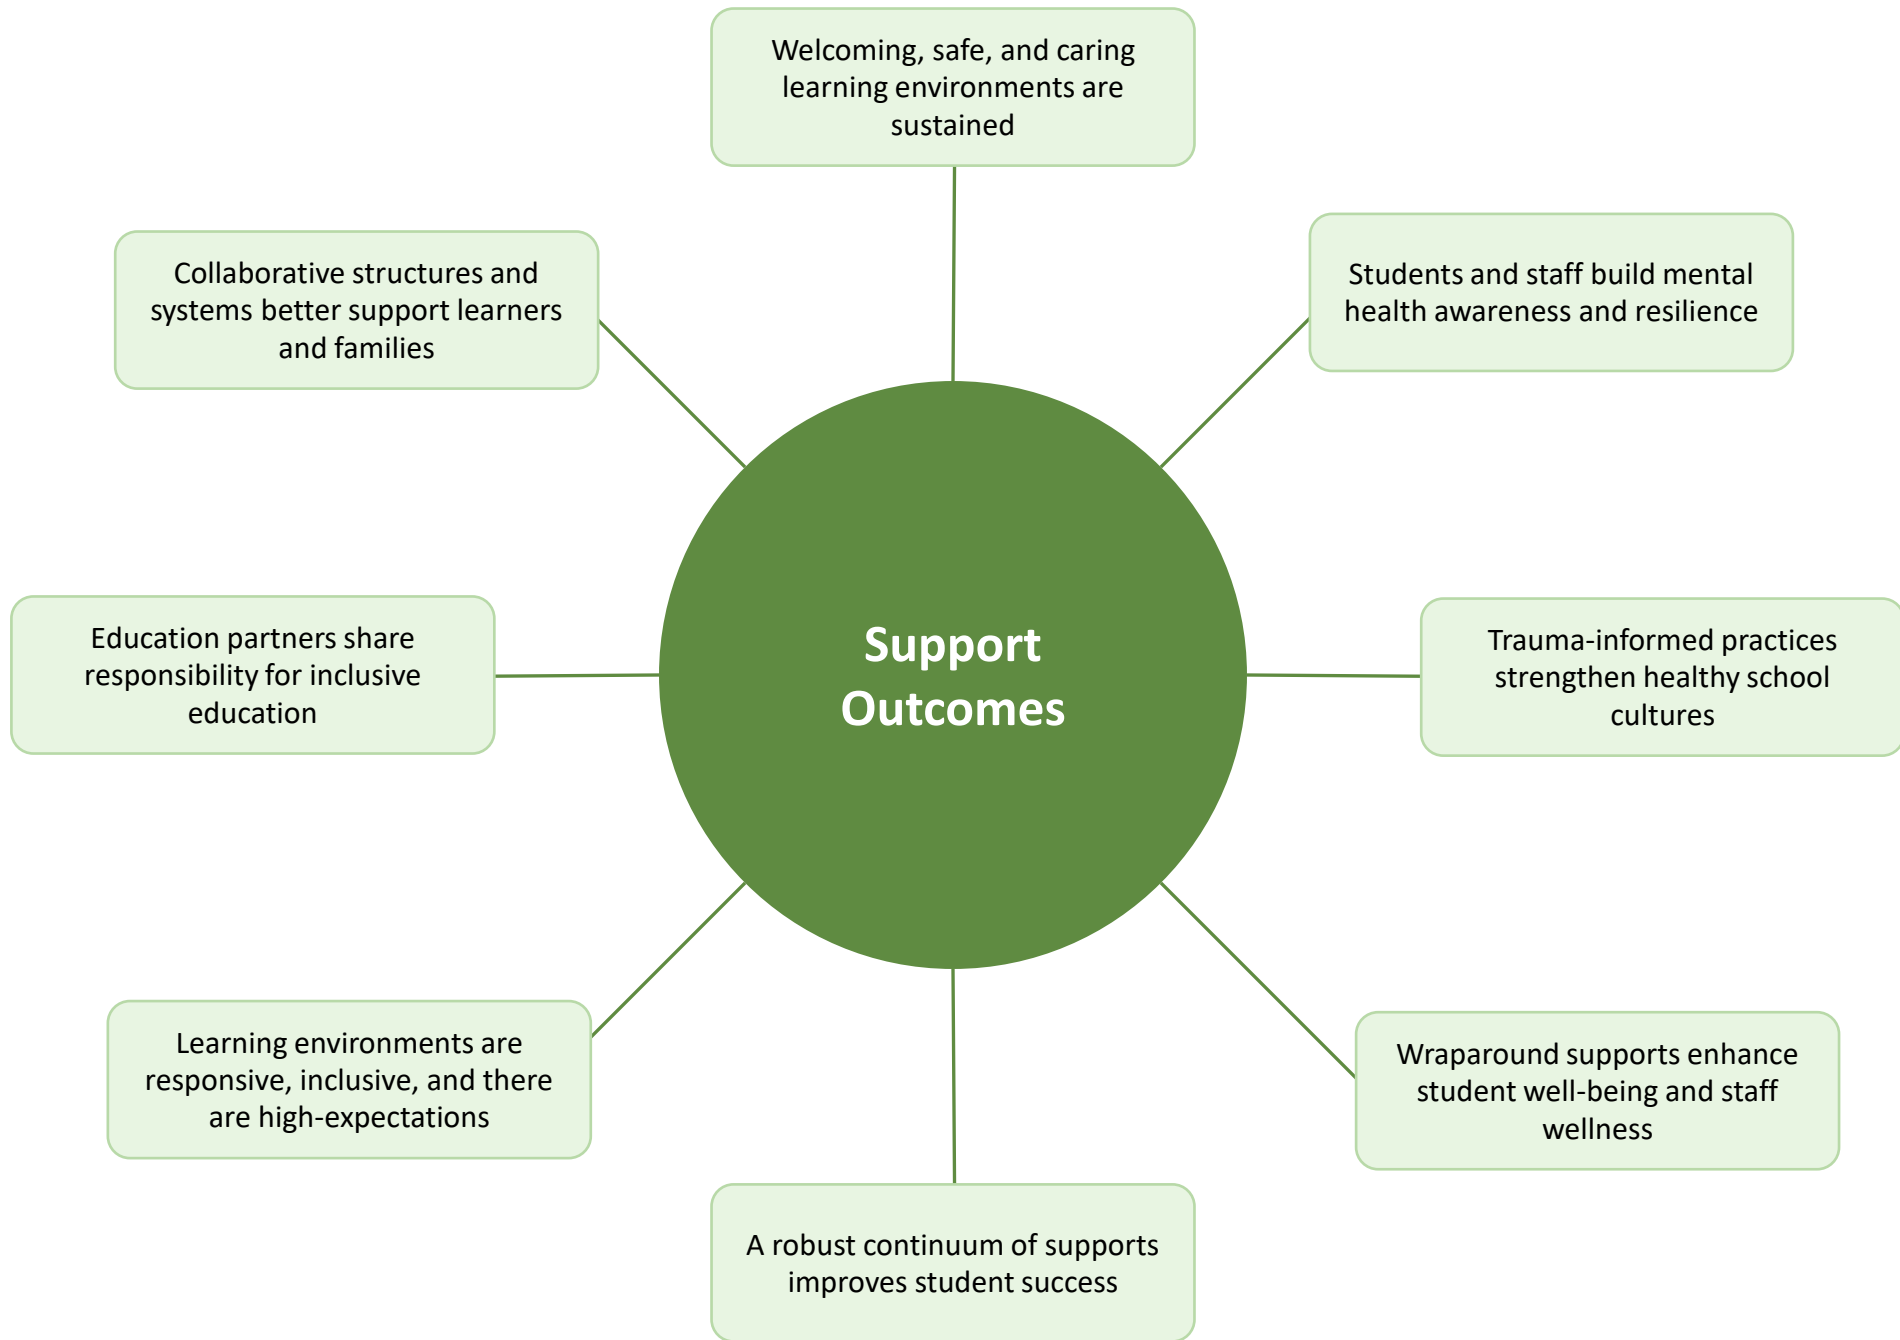 Welcoming, safe, and caring
learning environments are
sustained
Students and staff build mental
health awareness and resilience
Trauma-informed practices
strengthen healthy school
cultures
Wraparound supports enhance
student well-being and staff
wellness
A robust continuum of supports
improves student success
Learning environments are
responsive, inclusive, and there
are high-expectations
Education partners share
responsibility for inclusive
education
Collaborative structures and
systems better support learners
and families
Support
Outcomes